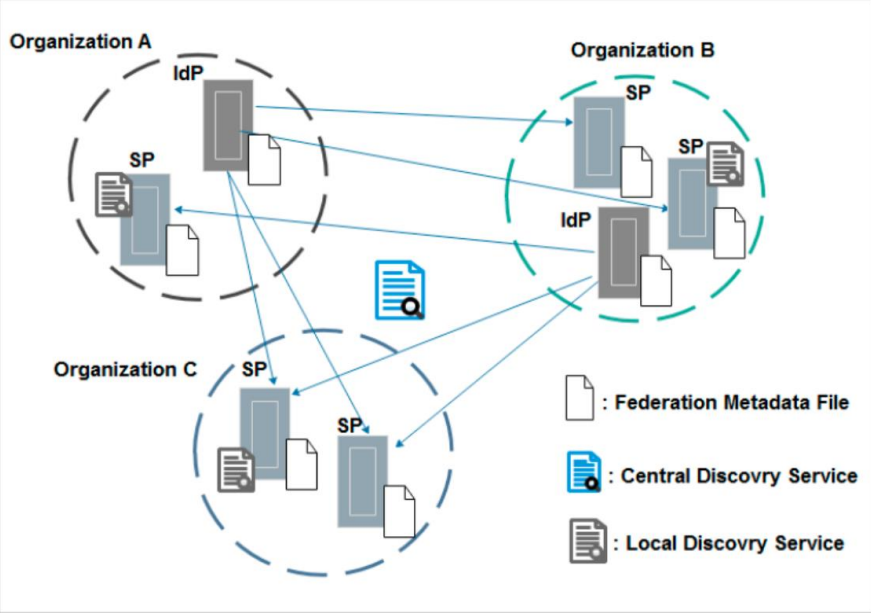 Organization A
IdP
SP
Organization B
SP
SP
IdP
Organization C
SP
SP
: Federation Metadata File
: Central Discovry Service
: Local Discovry Service